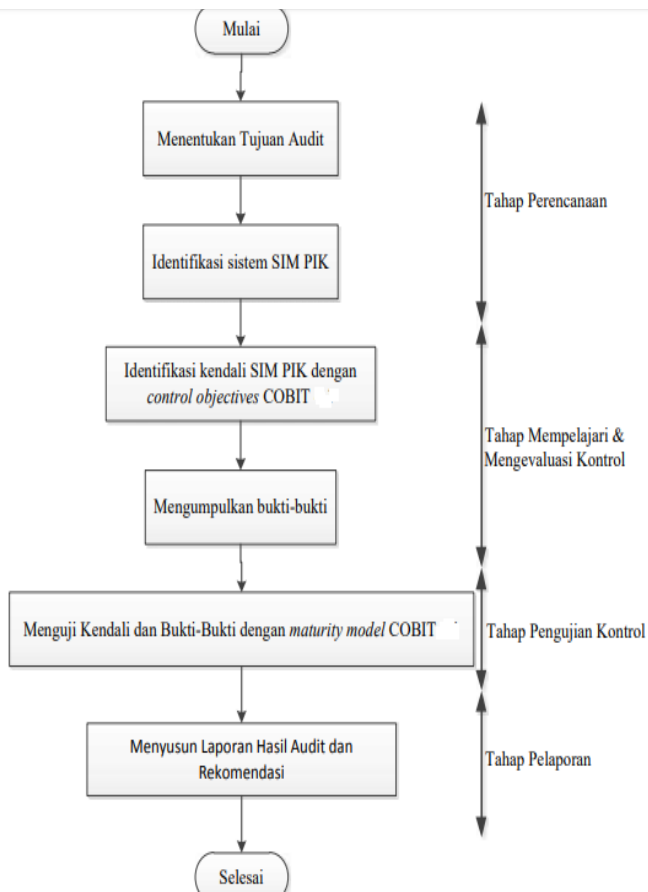 Mulai
Menentukan Tujuan Audit
Tahap Perencanaan
Identifikasi sistem SIM PIK
Identifikasi kendali SIM PIK dengan
control objectives COBIT
Tahap Mempelajari &
Mengevaluasi Kontrol
Mengumpulkan bukti-bukti
Menguji Kendali dan Bukti-Bukti dengan maturity model COBIT
Tahap Pengujian Kontrol
Menyusun Laporan Hasil Audit dan
Rekomendasi
Tahap Pelaporan
Selesai